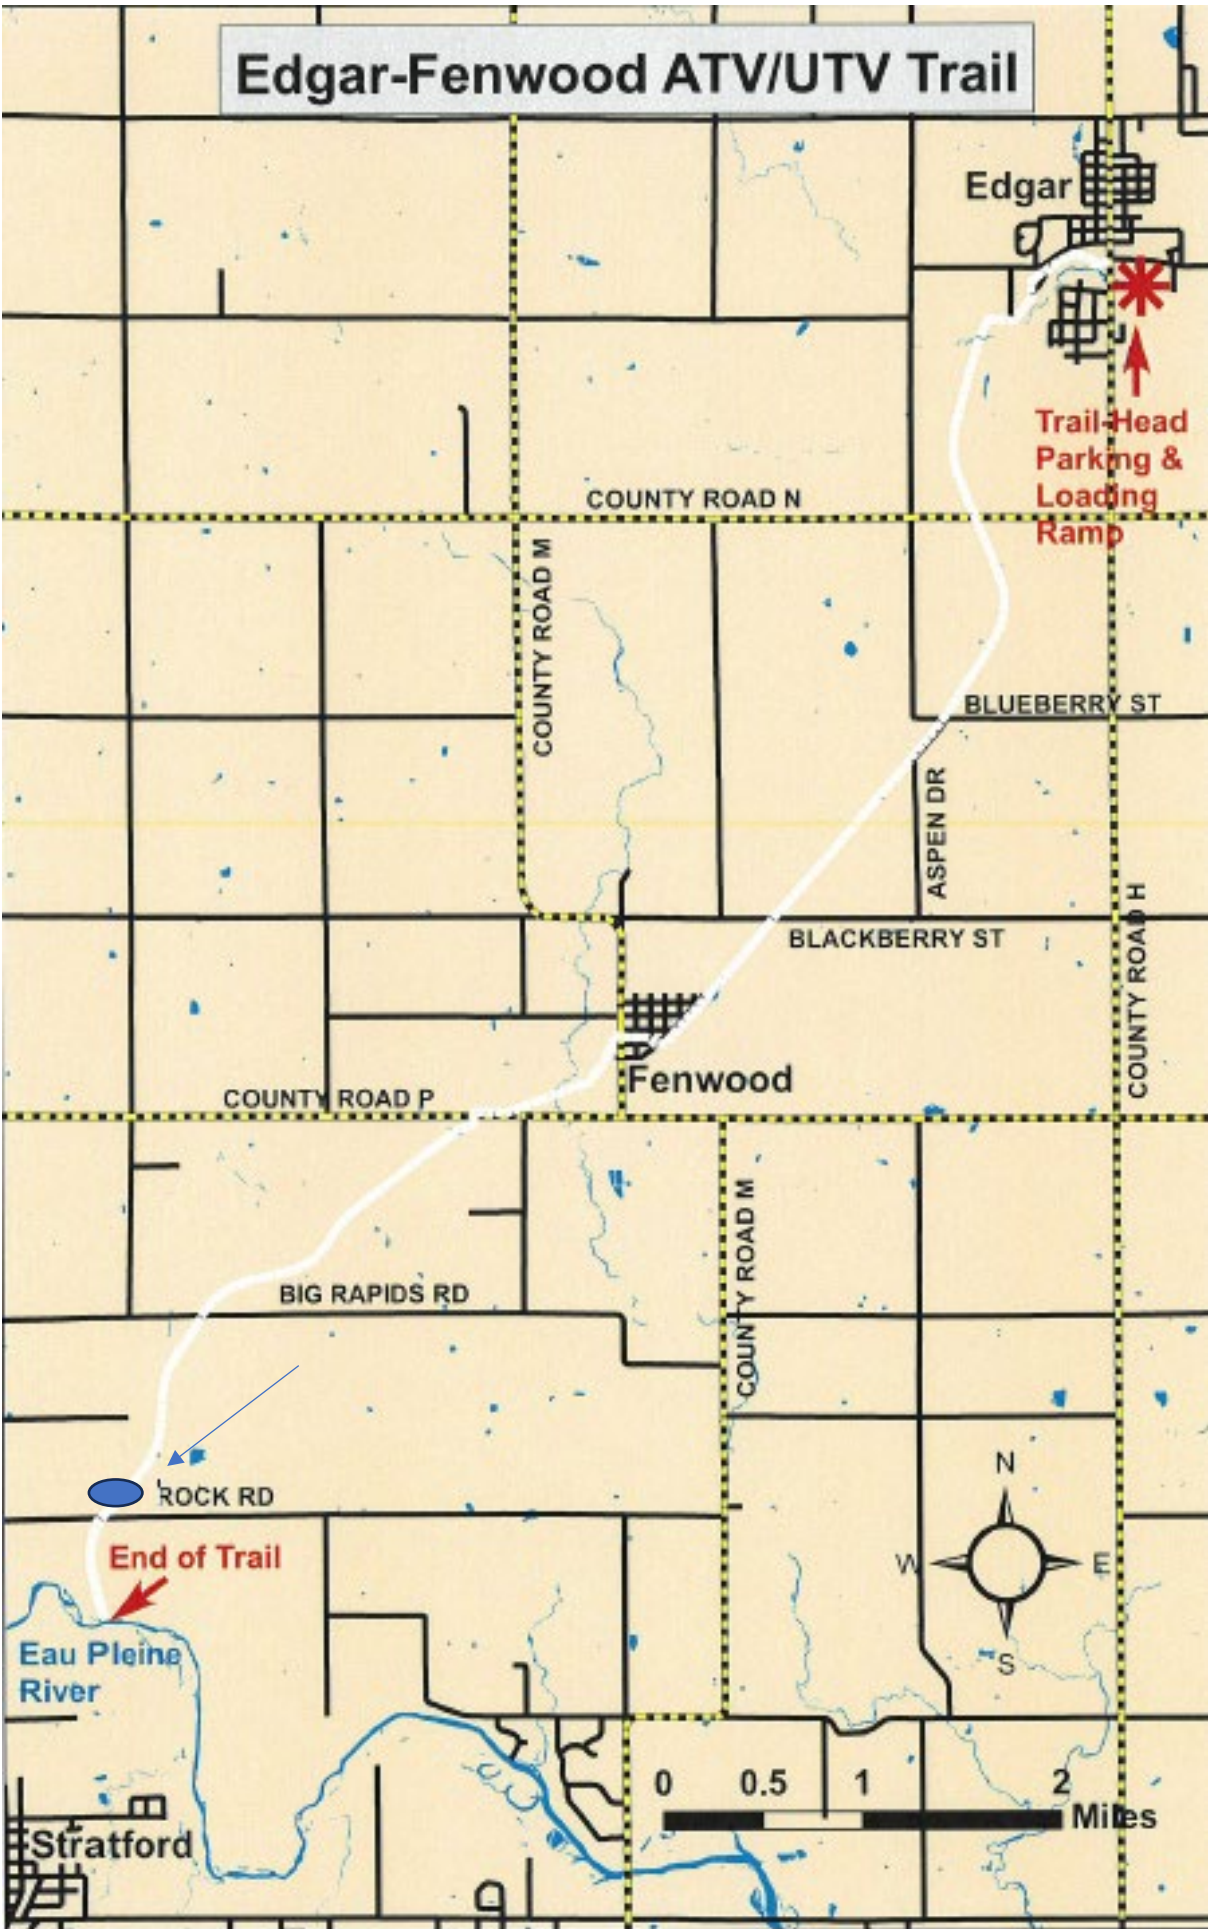 Edgar-Fenwood ATV/UTV Trail
Edgar
Trail-Head
Parking &
Loading
Ramp
COUNTY ROAD N
COUNTY ROAD M
BLUEBERRY ST
ASPEN DR
COUNTY ROAD H
BLACKBERRY ST
Fenwood
COUNTY ROAD P
COUNTY ROAD M
BIG RAPIDS RD
ROCK RD
N
W
E
S
End of Trail
Eau Pleine
River
0 0.5 1 2
Miles
Stratford